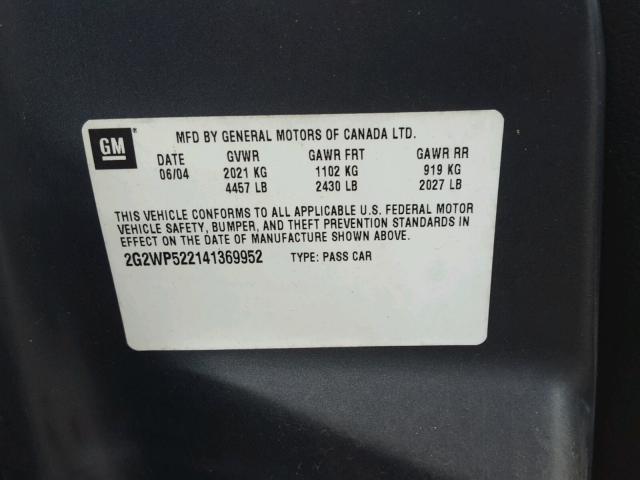 GM
MFD BY GENERAL MOTORS OF CANADA LTD.
DATE GVWR GAWR FRT GAWR RR
06/04 2021 KG 1102 KG 919 KG
4457 LB 2430 LB 2027 LB
THIS VEHICLE CONFORMS TO ALL APPLICABLE U.S. FEDERAL MOTOR
VEHICLE SAFETY, BUMPER, AND THEFT PREVENTION STANDARDS IN
EFFECT ON THE DATE OF MANUFACTURE SHOWN ABOVE.
2G2WP522141369952 TYPE: PASS CAR